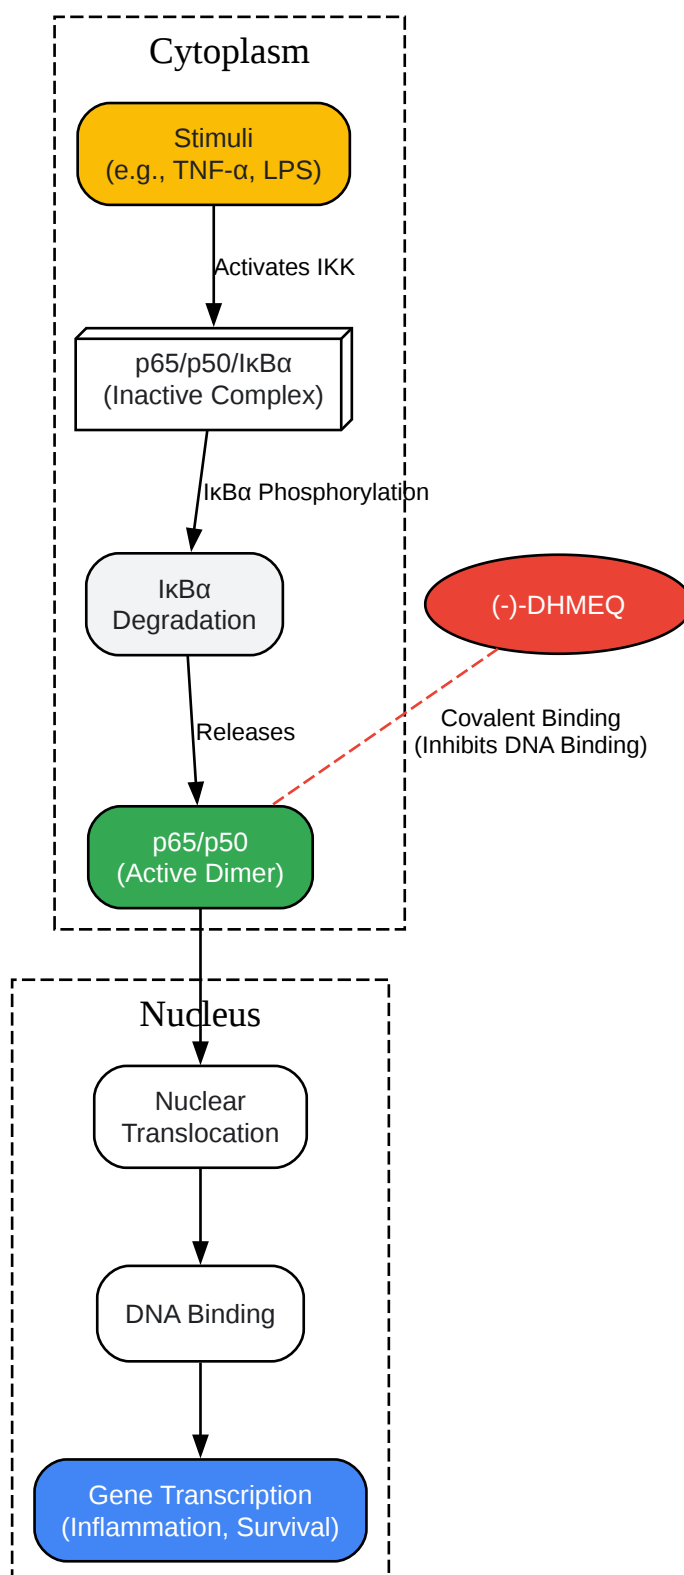 Cytoplasm
Stimuli
(e.g., TNF-α, LPS)
Activates IKK
p65/p50/IκBα
(Inactive Complex)
IκBα Phosphorylation
IκBα
Degradation
(-)-DHMEQ
Releases
Covalent Binding
(Inhibits DNA Binding)
p65/p50
(Active Dimer)
Nucleus
Nuclear
Translocation
DNA Binding
Gene Transcription
(Inflammation, Survival)